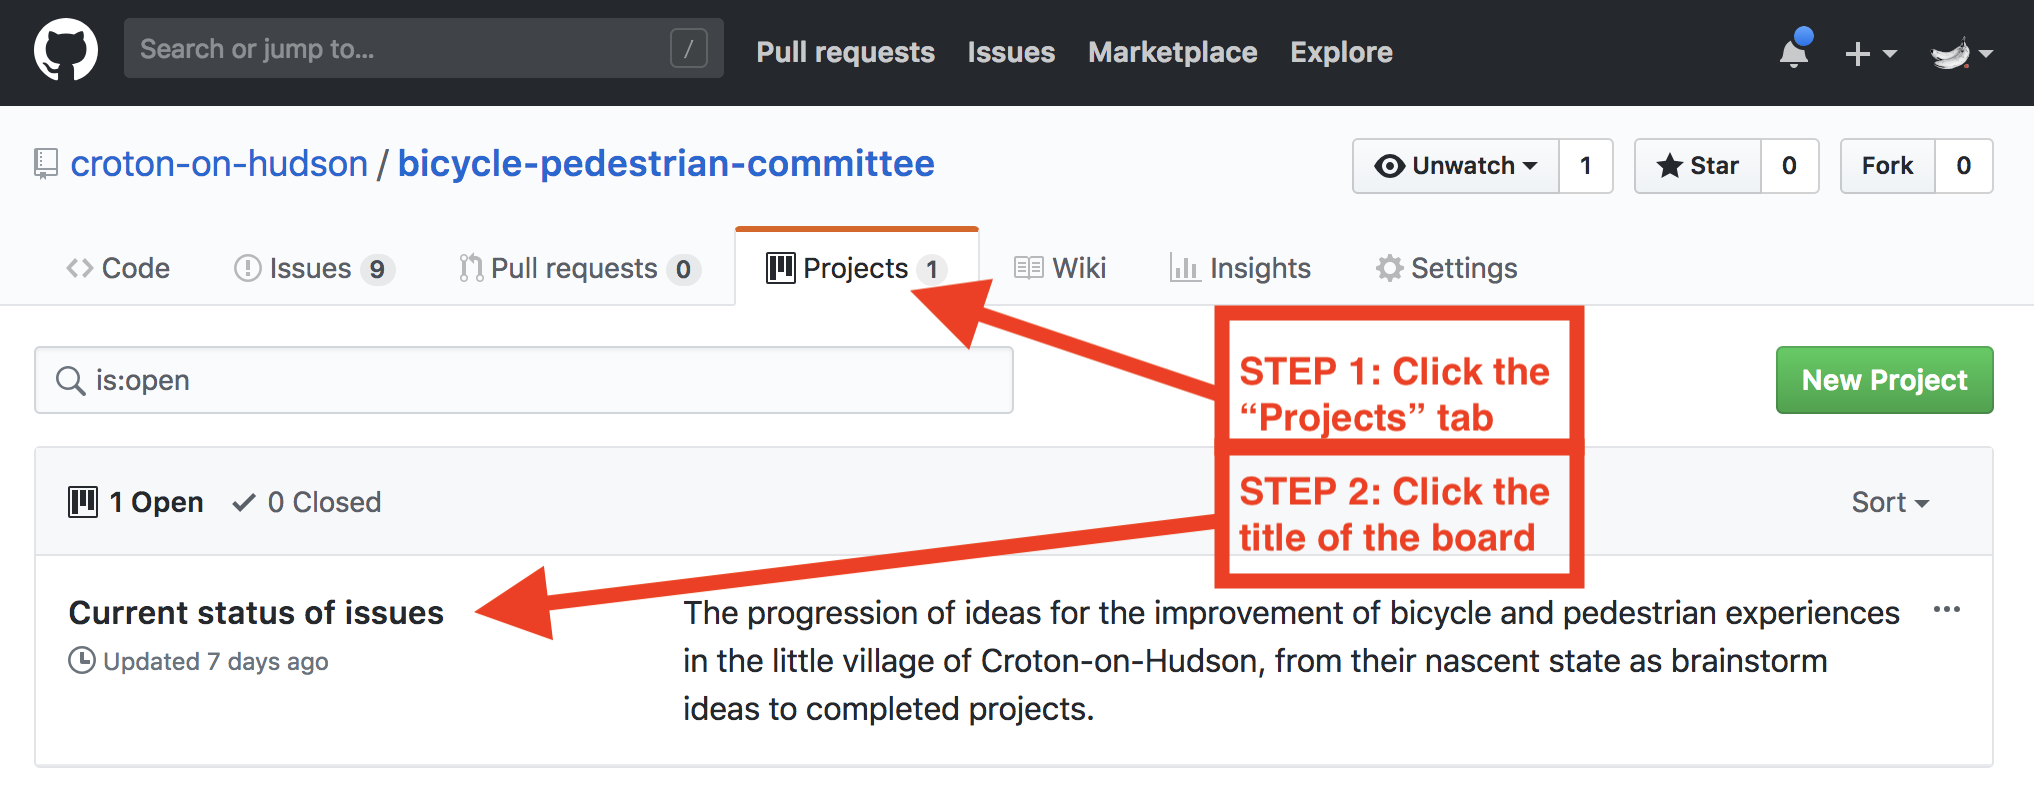 Search or jump to... /
Pull requests Issues Marketplace Explore
croton-on-hudson / bicycle-pedestrian-committee
Unwatch 1 Star 0 Fork 0
Code Issues 9 Pull requests 0 Projects 1 Wiki Insights Settings
STEP 1: Click the
“Projects” tab
is:open
New Project
STEP 2: Click the
title of the board
1 Open 0 Closed
Sort
Current status of issues
Updated 7 days ago
The progression of ideas for the improvement of bicycle and pedestrian experiences
in the little village of Croton-on-Hudson, from their nascent state as brainstorm
ideas to completed projects.